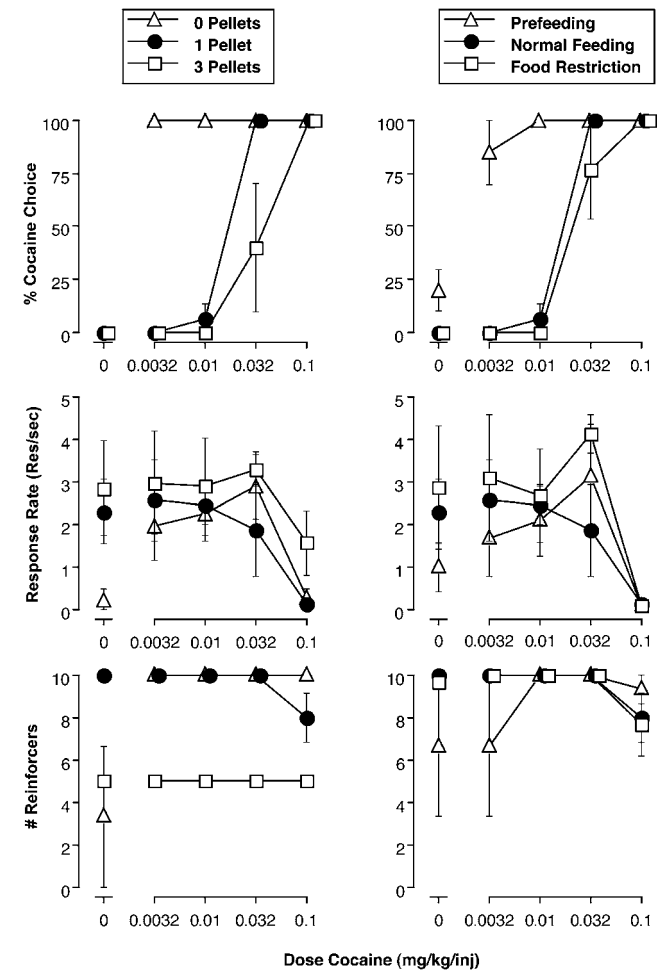 0 Pellets
1 Pellet
3 Pellets
Prefeeding
Normal Feeding
Food Restriction
% Cocaine Choice
100
75
50
25
0
0 0.0032 0.01 0.032 0.1
100
75
50
25
0
0 0.0032 0.01 0.032 0.1
Response Rate (Res/sec)
5
4
3
2
1
0
0 0.0032 0.01 0.032 0.1
5
4
3
2
1
0
0 0.0032 0.01 0.032 0.1
# Reinforcers
10
8
6
4
2
0
0 0.0032 0.01 0.032 0.1
10
8
6
4
2
0
0 0.0032 0.01 0.032 0.1
Dose Cocaine (mg/kg/inj)